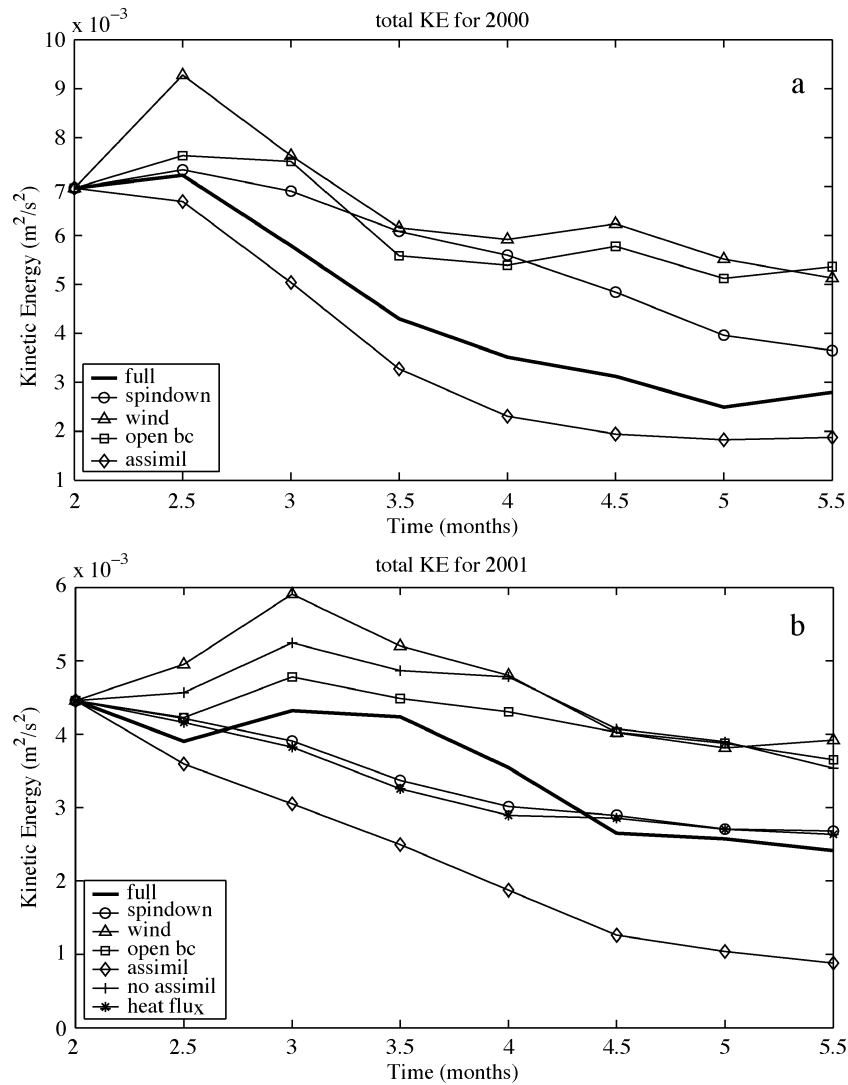 total KE for 2000
x 10⁻³
10
9
8
7
6
5
4
3
2
1
Kinetic Energy (m²/s²)
a
full
spindown
wind
open bc
assimil
2 2.5 3 3.5 4 4.5 5 5.5
Time (months)
total KE for 2001
x 10⁻³
6
5
4
3
2
1
0
Kinetic Energy (m²/s²)
b
full
spindown
wind
open bc
assimil
no assimil
heat flux
2 2.5 3 3.5 4 4.5 5 5.5
Time (months)